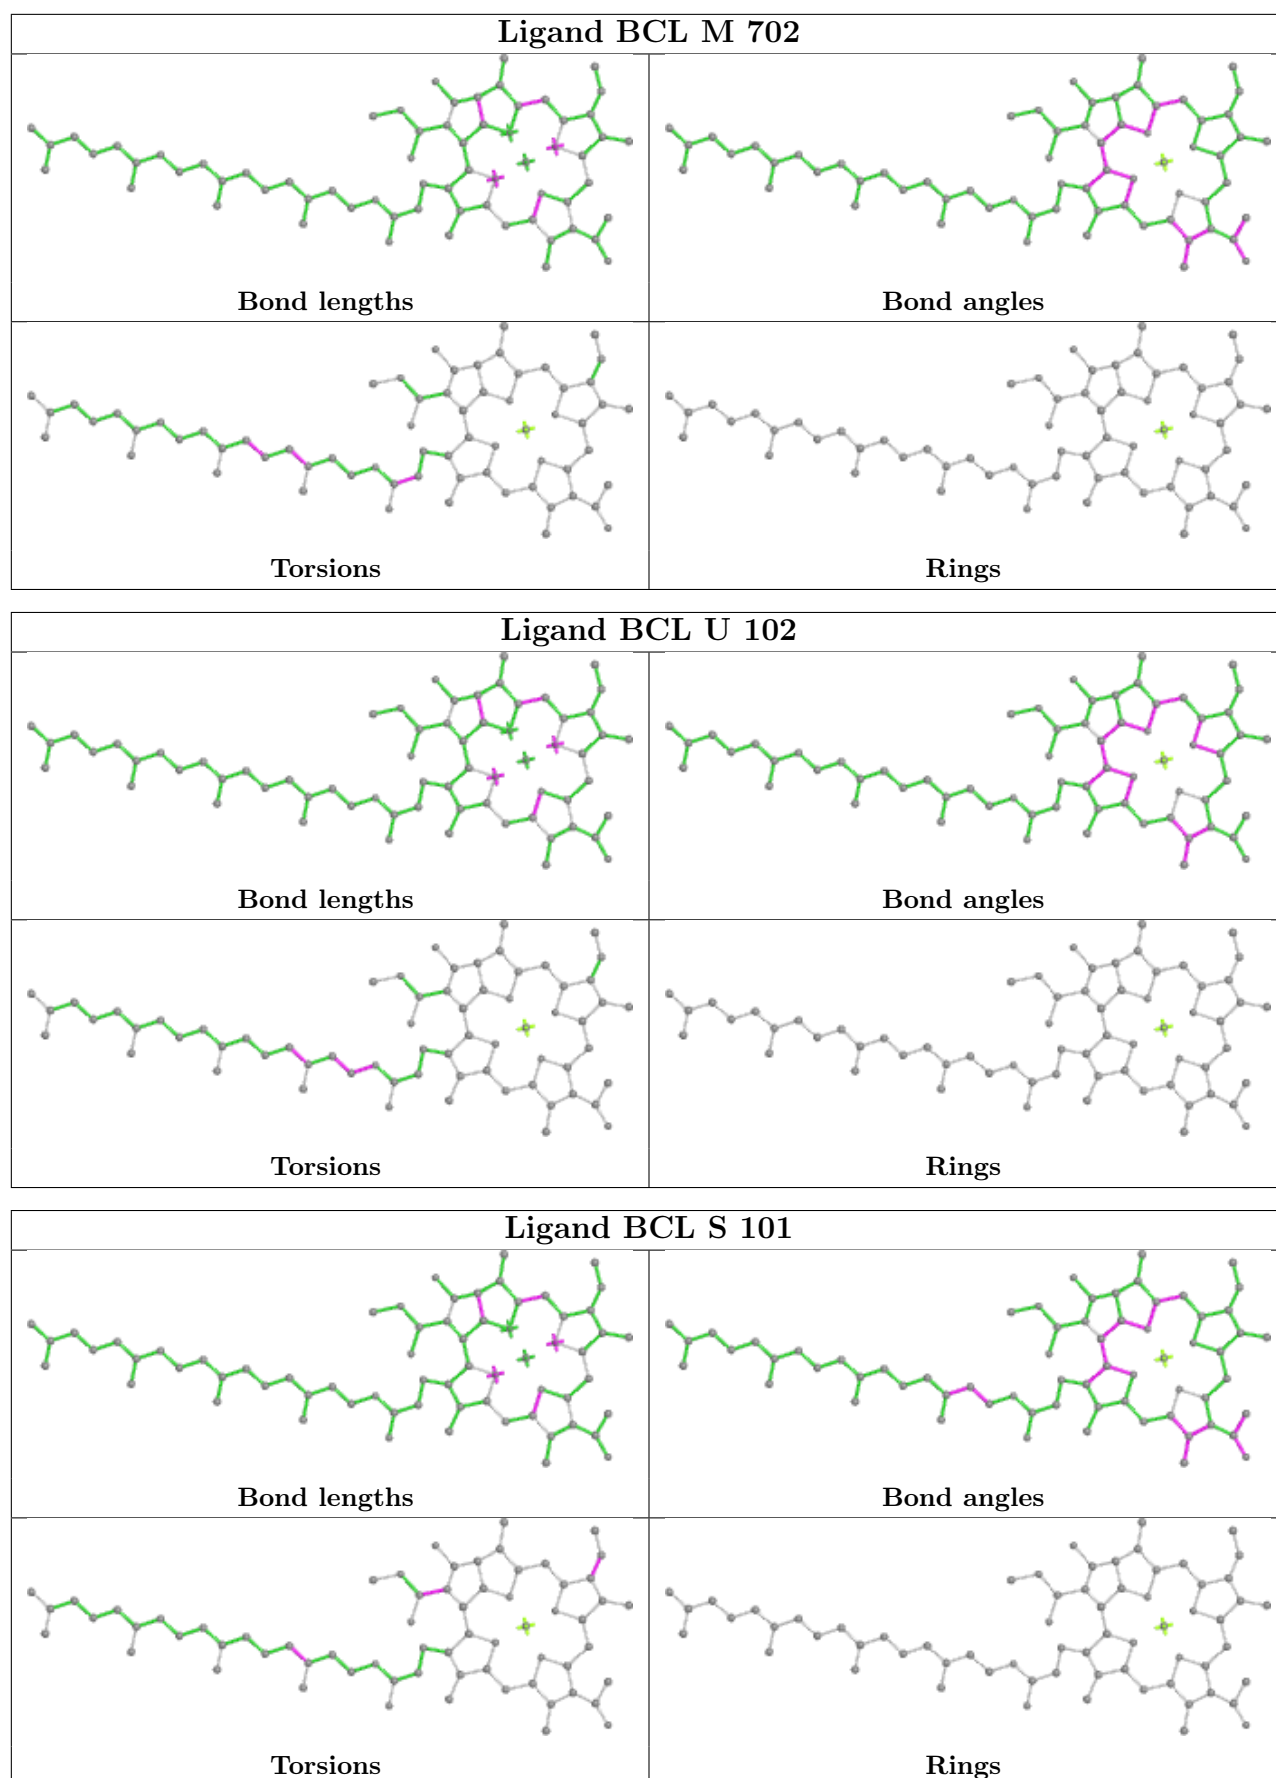 Ligand BCL M 702
Bond lengths
Bond angles
Torsions
Rings
Ligand BCL U 102
Bond lengths
Bond angles
Torsions
Rings
Ligand BCL S 101
Bond lengths
Bond angles
Torsions
Rings